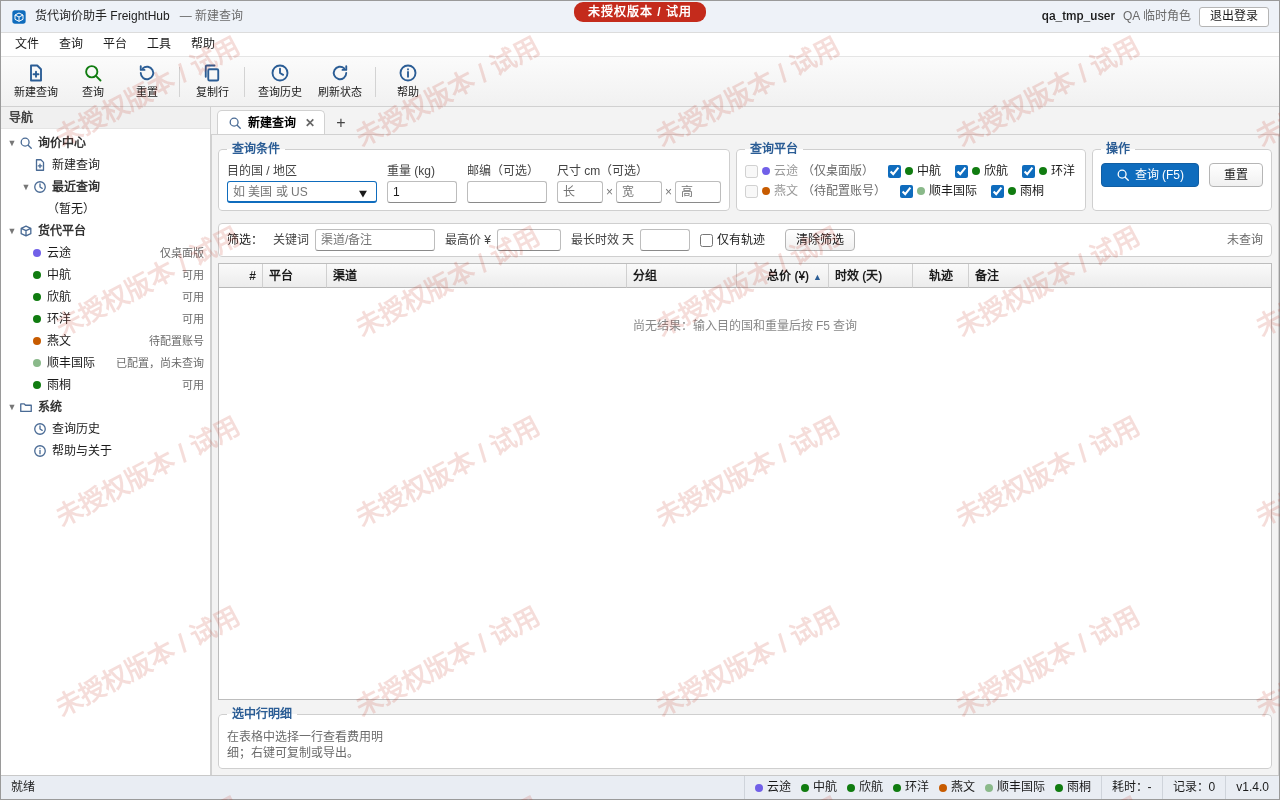 货代询价助手 FreightHub — 新建查询
未授权版本 / 试用
qa_tmp_user QA 临时角色 退出登录
文件 查询 平台 工具 帮助
新建查询 查询 重置 复制行 查询历史 刷新状态 帮助
导航
询价中心
新建查询
最近查询
（暂无）
货代平台
云途 仅桌面版
中航 可用
欣航 可用
环洋 可用
燕文 待配置账号
顺丰国际 已配置，尚未查询
雨桐 可用
系统
查询历史
帮助与关于
新建查询 ✕ +
查询条件
目的国 / 地区 重量 (kg) 邮编（可选） 尺寸 cm（可选）
如 美国 或 US 1 长 × 宽 × 高
查询平台
云途 （仅桌面版） 中航 欣航 环洋
燕文 （待配置账号） 顺丰国际 雨桐
操作
查询 (F5) 重置
筛选： 关键词 渠道/备注 最高价 ¥ 最长时效 天 仅有轨迹 清除筛选 未查询
# 平台 渠道 分组 总价 (¥) ▲ 时效 (天) 轨迹 备注
尚无结果：输入目的国和重量后按 F5 查询
选中行明细
在表格中选择一行查看费用明
细；右键可复制或导出。
就绪 云途 中航 欣航 环洋 燕文 顺丰国际 雨桐 耗时：- 记录：0 v1.4.0